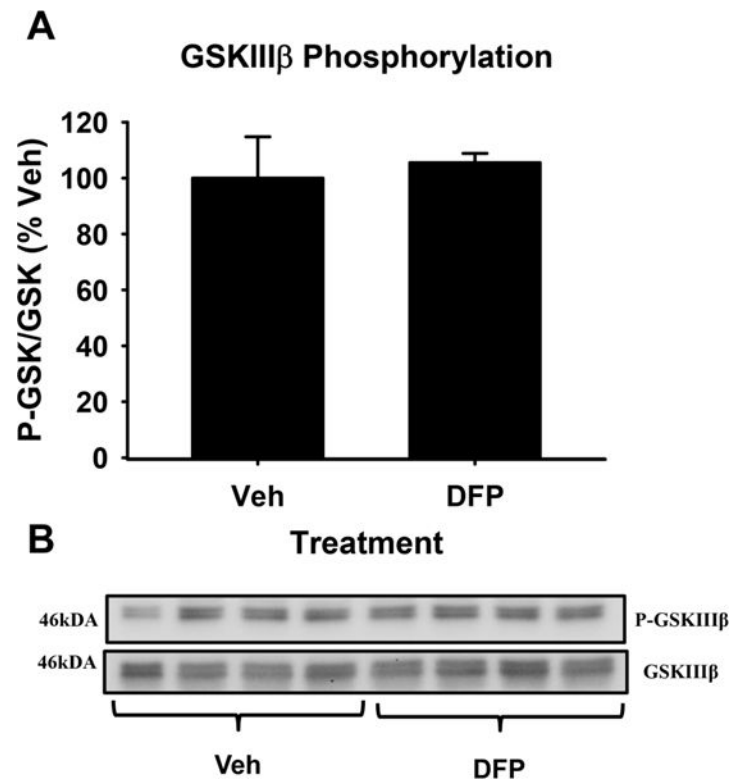 A
GSKIIIβ Phosphorylation
P-GSK/GSK (% Veh)
120
100
80
60
40
20
0
Veh DFP
Treatment
B
46kDA P-GSKIIIβ
46kDA GSKIIIβ
Veh DFP